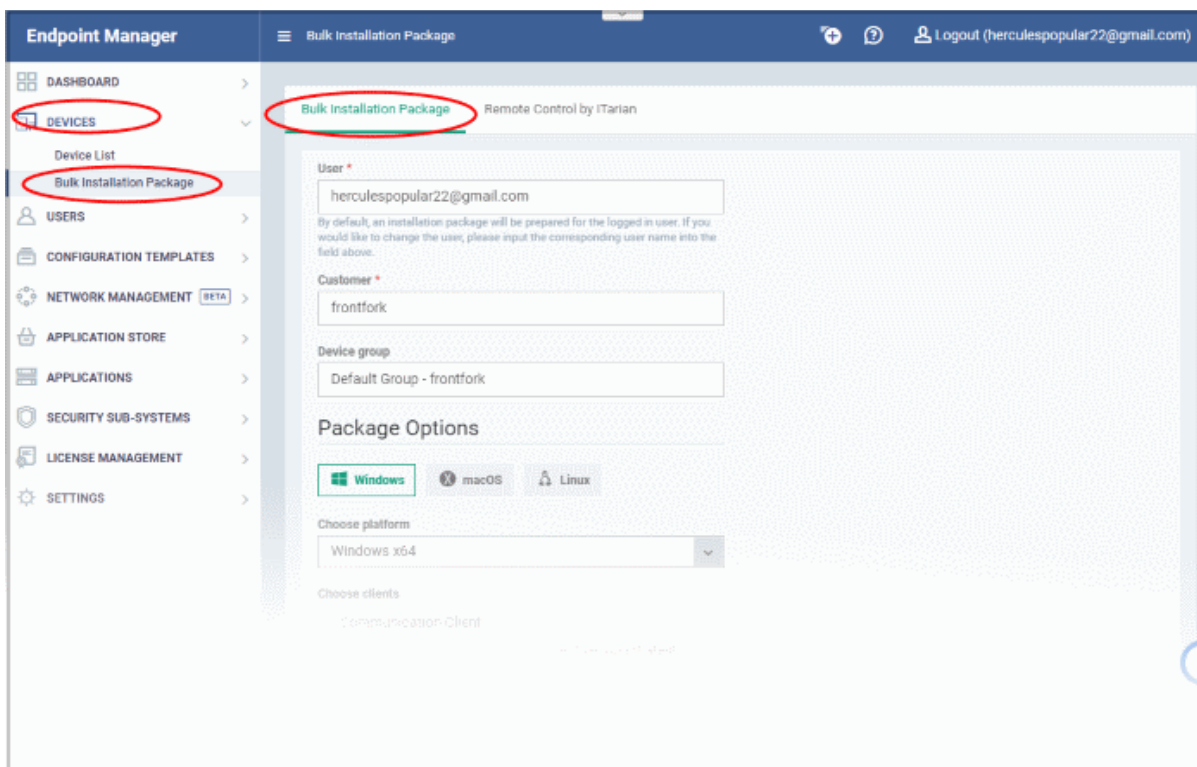 Endpoint Manager
Bulk Installation Package
Logout (herculespopular22@gmail.com)
DASHBOARD
DEVICES
Device List
Bulk Installation Package
USERS
CONFIGURATION TEMPLATES
NETWORK MANAGEMENT BETA
APPLICATION STORE
APPLICATIONS
SECURITY SUB-SYSTEMS
LICENSE MANAGEMENT
SETTINGS
Bulk Installation Package Remote Control by ITarian
User *
herculespopular22@gmail.com
By default, an installation package will be prepared for the logged in user. If you
would like to change the user, please input the corresponding user name into the
field above.
Customer *
frontfork
Device group
Default Group - frontfork
Package Options
Windows macOS Linux
Choose platform
Windows x64
Choose clients
Communication Client